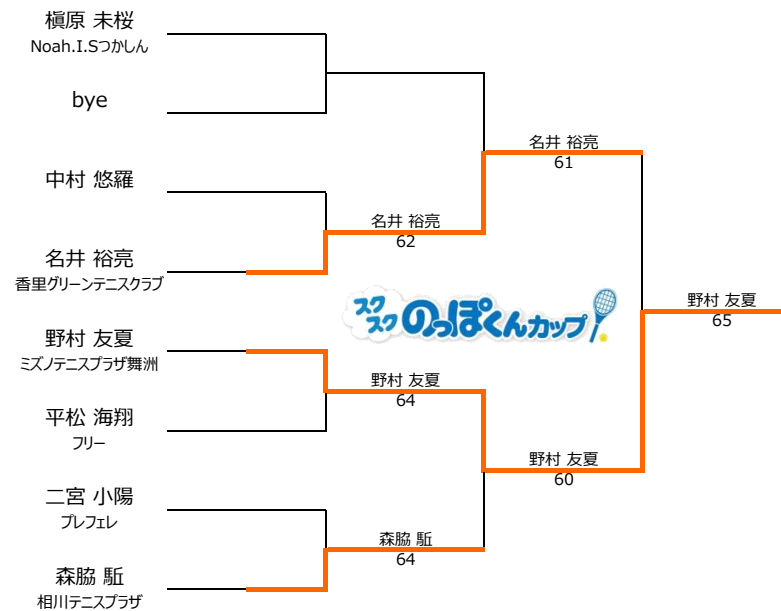 槇原 未桜
Noah.I.Sつかしん
bye
中村 悠羅
名井 裕亮
香里グリーンテニスクラブ
野村 友夏
ミズノテニスプラザ舞洲
平松 海翔
フリー
二宮 小陽
プレフェレ
森脇 駈
相川テニスプラザ
名井 裕亮
62
野村 友夏
64
森脇 駈
64
名井 裕亮
61
野村 友夏
60
野村 友夏
65
スクスクのっぽくんカップ